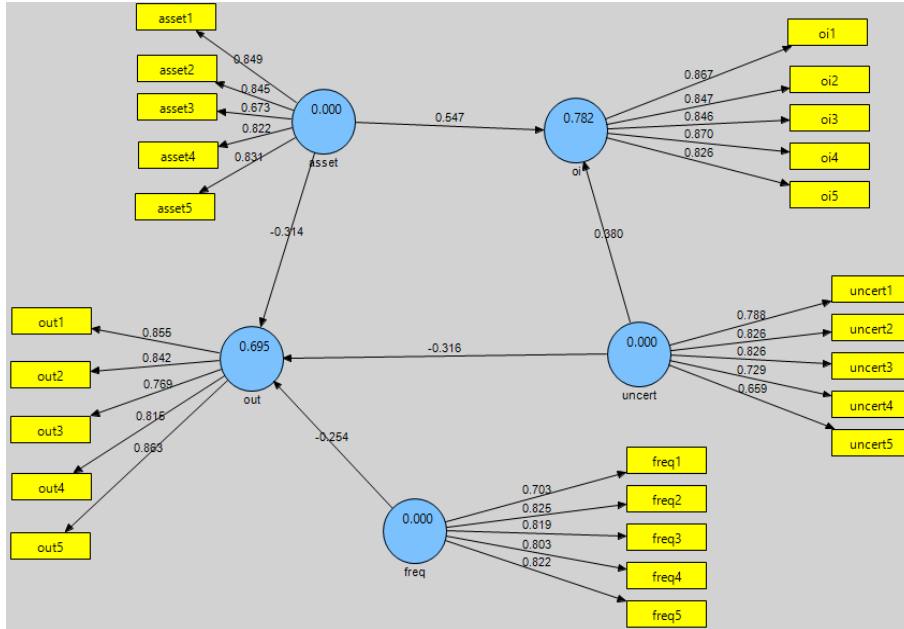 asset1
0.849
asset2
0.845
asset3
0.673
asset4
0.822
asset5
0.831
0.000
asset
0.547
0.782
oi
oi1
0.867
oi2
0.847
oi3
0.846
oi4
0.870
oi5
0.826
-0.314
0.380
out1
0.855
out2
0.842
out3
0.769
out4
0.815
out5
0.863
0.695
out
-0.316
0.000
uncert
uncert1
0.788
uncert2
0.826
uncert3
0.826
uncert4
0.729
uncert5
0.659
-0.254
0.000
freq
freq1
0.703
freq2
0.825
freq3
0.819
freq4
0.803
freq5
0.822